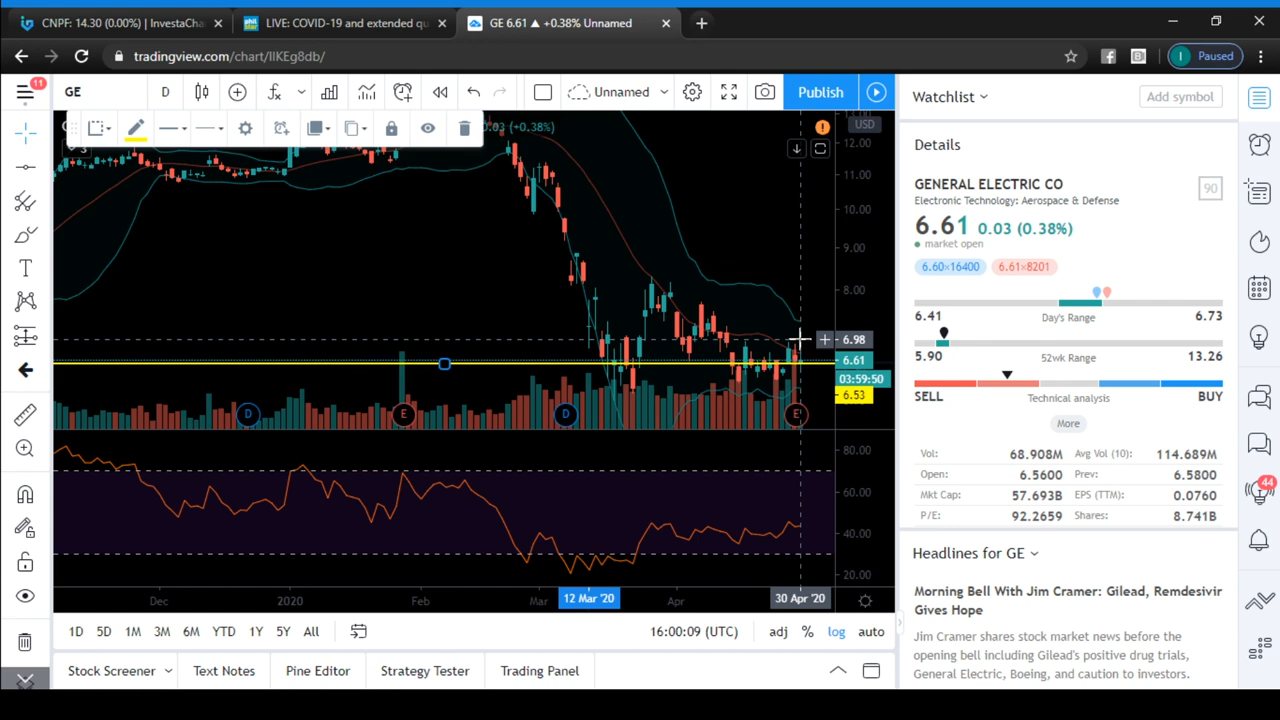 CNPF: 14.30 (0.00%) | InvestaCha
LIVE: COVID-19 and extended qu
GE 6.61 ▲ +0.38% Unnamed
tradingview.com/chart/IlKEg8db/
I Paused
11
GE
D
Unnamed
Publish
0.03 (+0.38%)
USD
12.00
11.00
10.00
9.00
8.00
6.98
6.61
03:59:50
6.53
D
E
D
E
80.00
60.00
40.00
20.00
Dec
2020
Feb
Mar
12 Mar '20
Apr
30 Apr '20
1D 5D 1M 3M 6M YTD 1Y 5Y All
16:00:09 (UTC)
adj % log auto
Stock Screener
Text Notes
Pine Editor
Strategy Tester
Trading Panel
Watchlist
Add symbol
Details
GENERAL ELECTRIC CO
90
Electronic Technology: Aerospace & Defense
6.61 0.03 (0.38%)
market open
6.60×16400 6.61×8201
6.41 Day's Range 6.73
5.90 52wk Range 13.26
SELL Technical analysis BUY
More
Vol: 68.908M Avg Vol (10): 114.689M
Open: 6.5600 Prev: 6.5800
Mkt Cap: 57.693B EPS (TTM): 0.0760
P/E: 92.2659 Shares: 8.741B
Headlines for GE
Morning Bell With Jim Cramer: Gilead, Remdesivir
Gives Hope
Jim Cramer shares stock market news before the
opening bell including Gilead's positive drug trials,
General Electric, Boeing, and caution to investors.
44